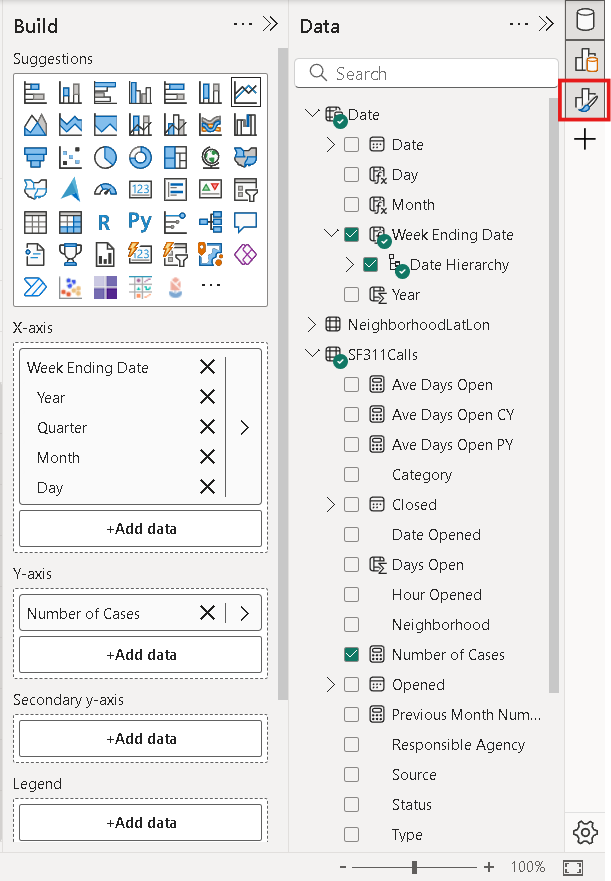 Build
Suggestions
123
R
Py
123
X-axis
Week Ending Date
Year
Quarter
Month
Day
+Add data
Y-axis
Number of Cases
+Add data
Secondary y-axis
+Add data
Legend
+Add data
Data
Search
Date
Date
Day
Month
Week Ending Date
Date Hierarchy
Year
NeighborhoodLatLon
SF311Calls
Ave Days Open
Ave Days Open CY
Ave Days Open PY
Category
Closed
Date Opened
Days Open
Hour Opened
Neighborhood
Number of Cases
Opened
Previous Month Num...
Responsible Agency
Source
Status
Type
- + 100%